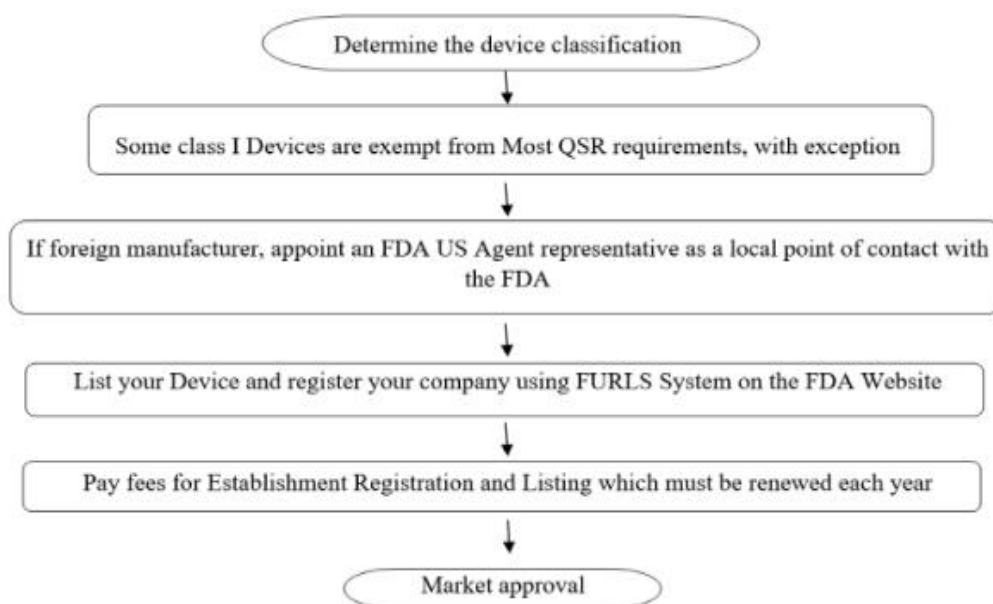 Determine the device classification
Some class I Devices are exempt from Most QSR requirements, with exception
If foreign manufacturer, appoint an FDA US Agent representative as a local point of contact with
the FDA
List your Device and register your company using FURLS System on the FDA Website
Pay fees for Establishment Registration and Listing which must be renewed each year
Market approval